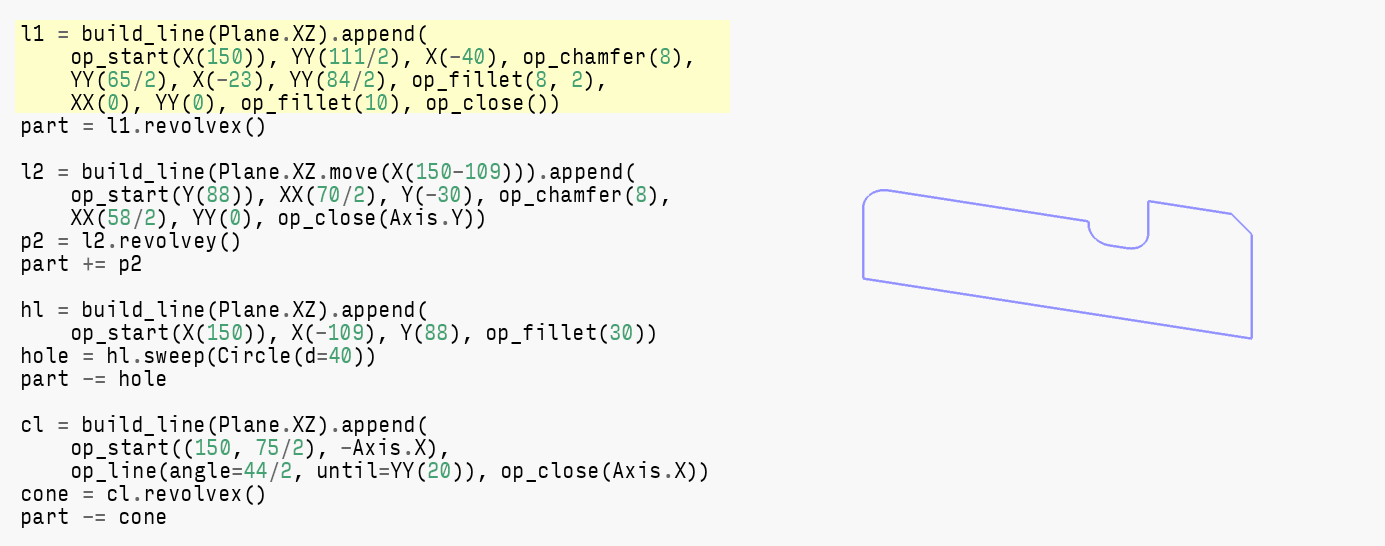 l1 = build_line(Plane.XZ).append(
    op_start(X(150)), YY(111/2), X(-40), op_chamfer(8),
    YY(65/2), X(-23), YY(84/2), op_fillet(8, 2),
    XX(0), YY(0), op_fillet(10), op_close())
part = l1.revolvex()

l2 = build_line(Plane.XZ.move(X(150-109))).append(
    op_start(Y(88)), XX(70/2), Y(-30), op_chamfer(8),
    XX(58/2), YY(0), op_close(Axis.Y))
p2 = l2.revolvey()
part += p2

hl = build_line(Plane.XZ).append(
    op_start(X(150)), X(-109), Y(88), op_fillet(30))
hole = hl.sweep(Circle(d=40))
part -= hole

cl = build_line(Plane.XZ).append(
    op_start((150, 75/2), -Axis.X),
    op_line(angle=44/2, until=YY(20)), op_close(Axis.X))
cone = cl.revolvex()
part -= cone